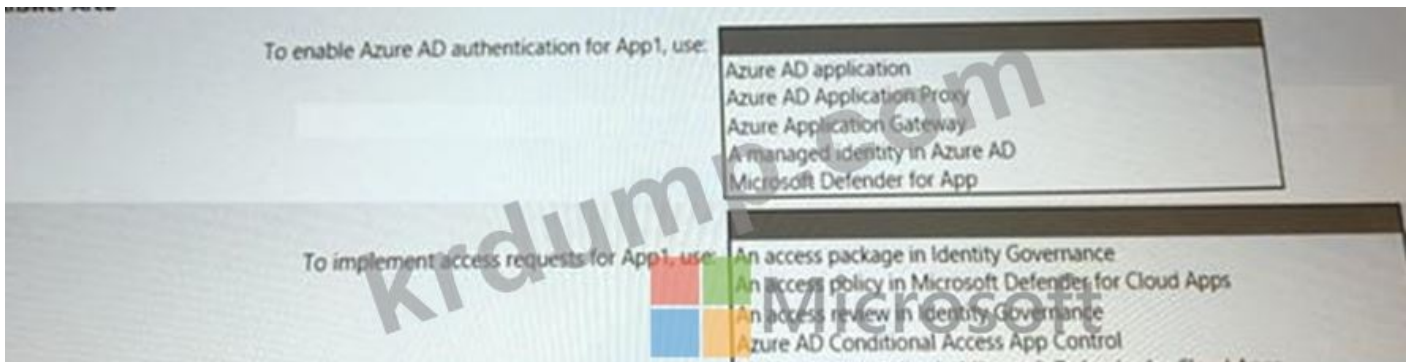 To enable Azure AD authentication for App1, use:
Azure AD application
Azure AD Application Proxy
Azure Application Gateway
A managed identity in Azure AD
Microsoft Defender for App
To implement access requests for App1, use:
An access package in Identity Governance
An access policy in Microsoft Defender for Cloud Apps
An access review in Identity Governance
Azure AD Conditional Access App Control
krdump.com
Microsoft